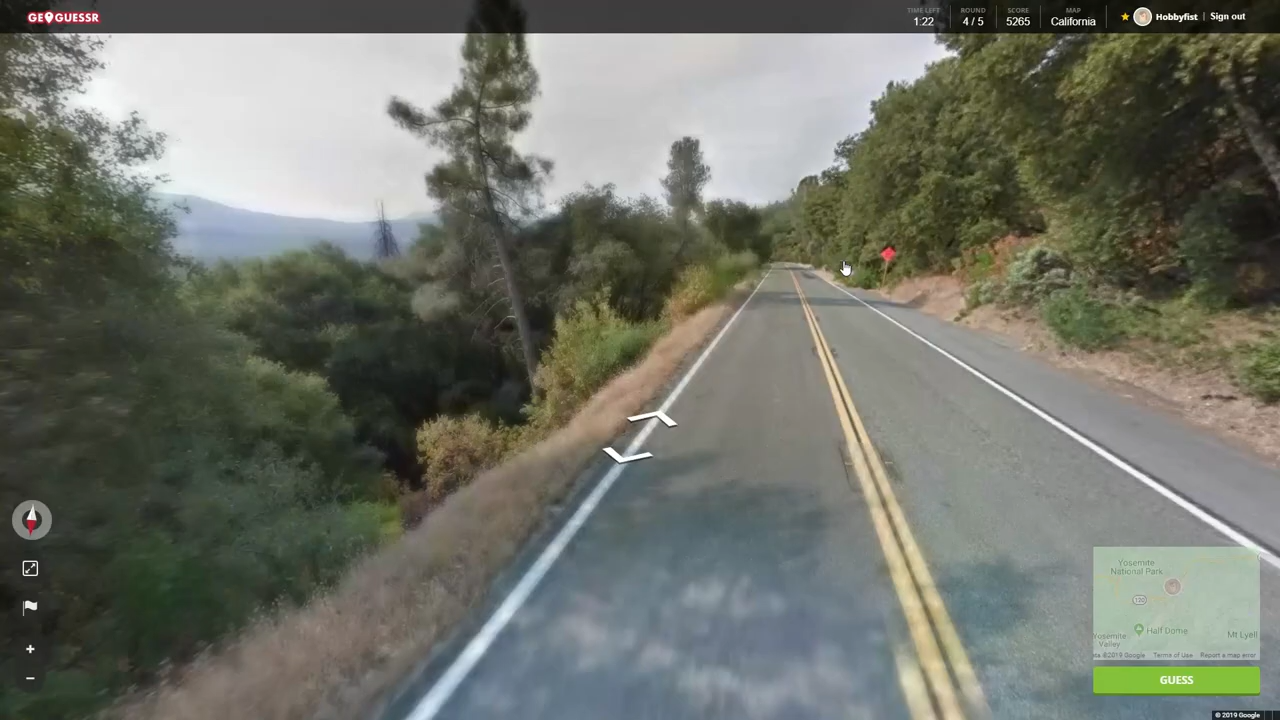 GEOGUESSR
TIME LEFT
1:22
ROUND
4 / 5
SCORE
5265
MAP
California
Hobbyfist
Sign out
Yosemite
National Park
120
Half Dome
Mt Lyell
Yosemite
Valley
©2019 Google
Terms of Use
Report a map error
GUESS
© 2019 Google